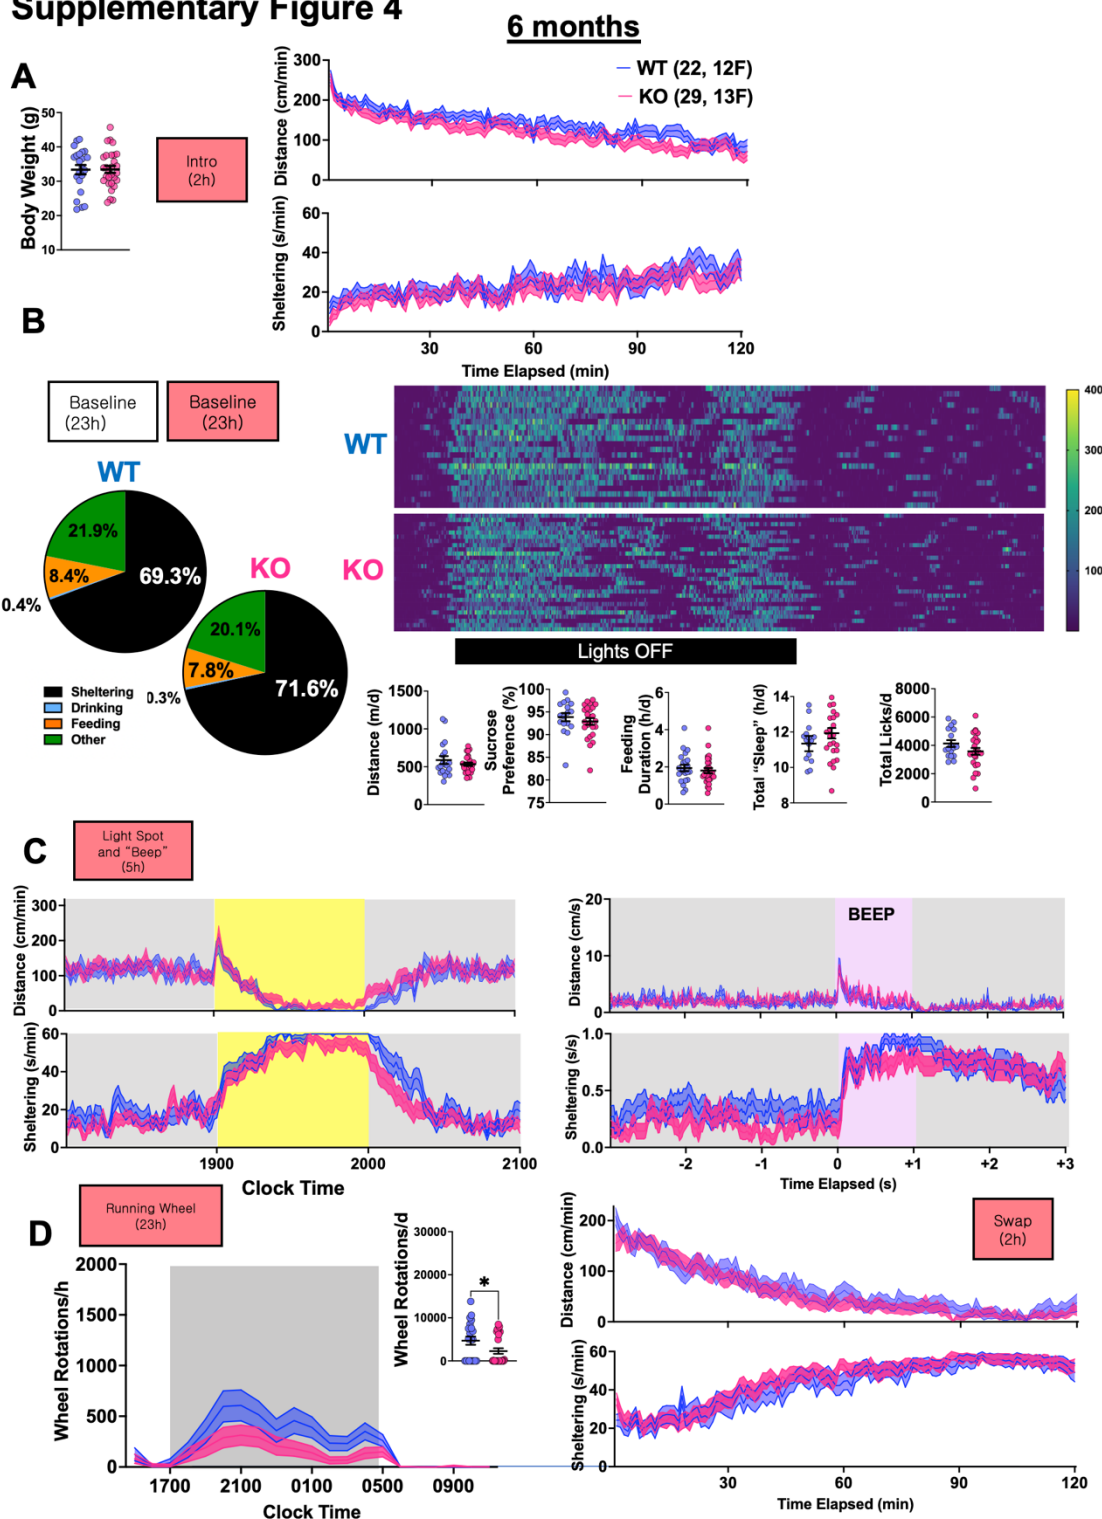 Supplementary Figure 4
6 months
A
Body Weight (g)
50
40
30
20
10
Intro
(2h)
Distance (cm/min)
300
200
100
0
WT (22, 12F)
KO (29, 13F)
Sheltering (s/min)
60
40
20
0
30
60
90
120
Time Elapsed (min)
B
Baseline
(23h)
Baseline
(23h)
WT
21.9%
8.4%
69.3%
0.4%
KO
20.1%
7.8%
71.6%
0.3%
Sheltering
Drinking
Feeding
Other
WT
KO
400
300
200
100
Lights OFF
Distance (m/d)
1500
1000
500
0
Sucrose
Preference (%)
100
95
90
85
80
75
Feeding
Duration (h/d)
6
4
2
0
Total “Sleep” (h/d)
14
12
10
8
Total Licks/d
8000
6000
4000
2000
0
C
Light Spot
and “Beep”
(5h)
Distance (cm/min)
300
200
100
0
Sheltering (s/min)
60
40
20
0
1900
2000
2100
Clock Time
Distance (cm/s)
20
10
0
BEEP
Sheltering (s/s)
1.0
0.5
0.0
-2
-1
0
+1
+2
+3
Time Elapsed (s)
D
Running Wheel
(23h)
Wheel Rotations/h
2000
1500
1000
500
0
1700
2100
0100
0500
0900
Clock Time
Wheel Rotations/d
30000
20000
10000
0
*
Distance (cm/min)
200
100
0
Swap
(2h)
Sheltering (s/min)
60
40
20
0
30
60
90
120
Time Elapsed (min)